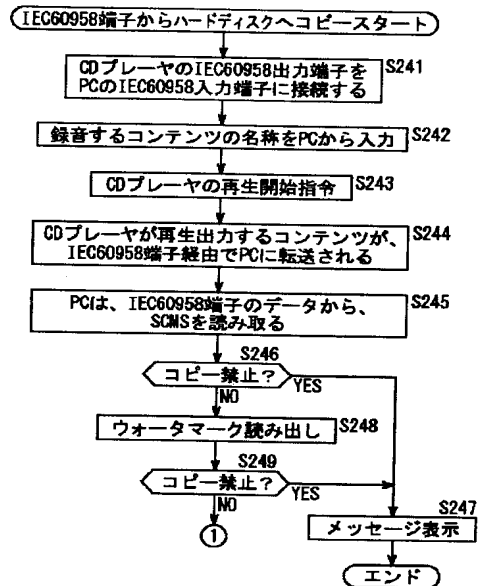 IEC60958端子からハードディスクへコピースタート
CDプレーヤのIEC60958出力端子を
PCのIEC60958入力端子に接続する
S241
録音するコンテンツの名称をPCから入力
S242
CDプレーヤの再生開始指令
S243
CDプレーヤが再生出力するコンテンツが、
IEC60958端子経由でPCに転送される
S244
PCは、IEC60958端子のデータから、
SCMSを読み取る
S245
S246
コピー禁止?
YES
NO
ウォータマーク読み出し
S248
S249
コピー禁止?
YES
NO
①
S247
メッセージ表示
エンド